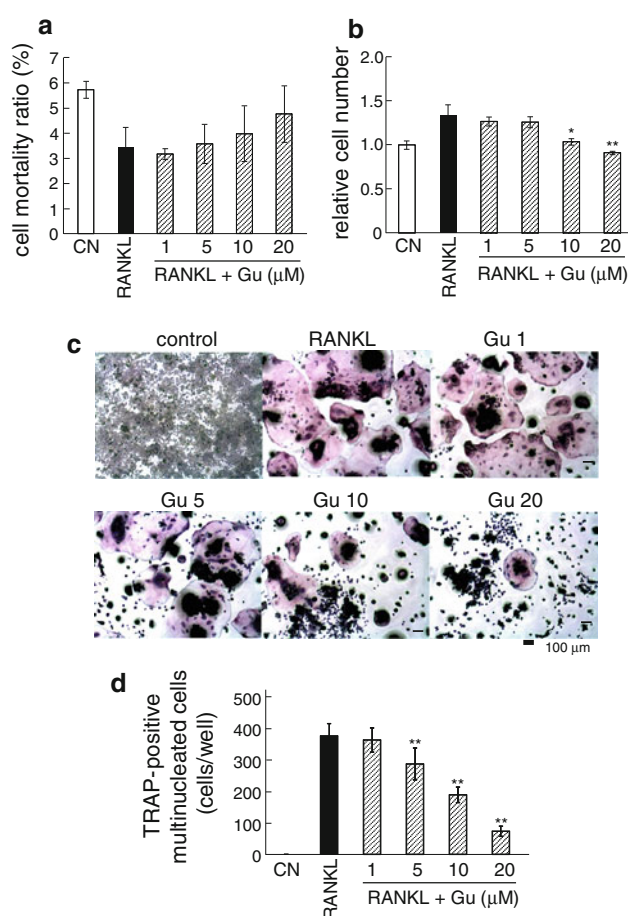 a
cell mortality ratio (%)
7
6
5
4
3
2
1
0
CN
RANKL
1 5 10 20
RANKL + Gu (μM)
b
relative cell number
2.0
1.5
1.0
0.5
0
*
**
CN
RANKL
1 5 10 20
RANKL + Gu (μM)
c
control RANKL Gu 1
Gu 5 Gu 10 Gu 20
100 μm
d
TRAP-positive
multinucleated cells
(cells/well)
500
400
300
200
100
0
**
**
**
CN
RANKL
1 5 10 20
RANKL + Gu (μM)